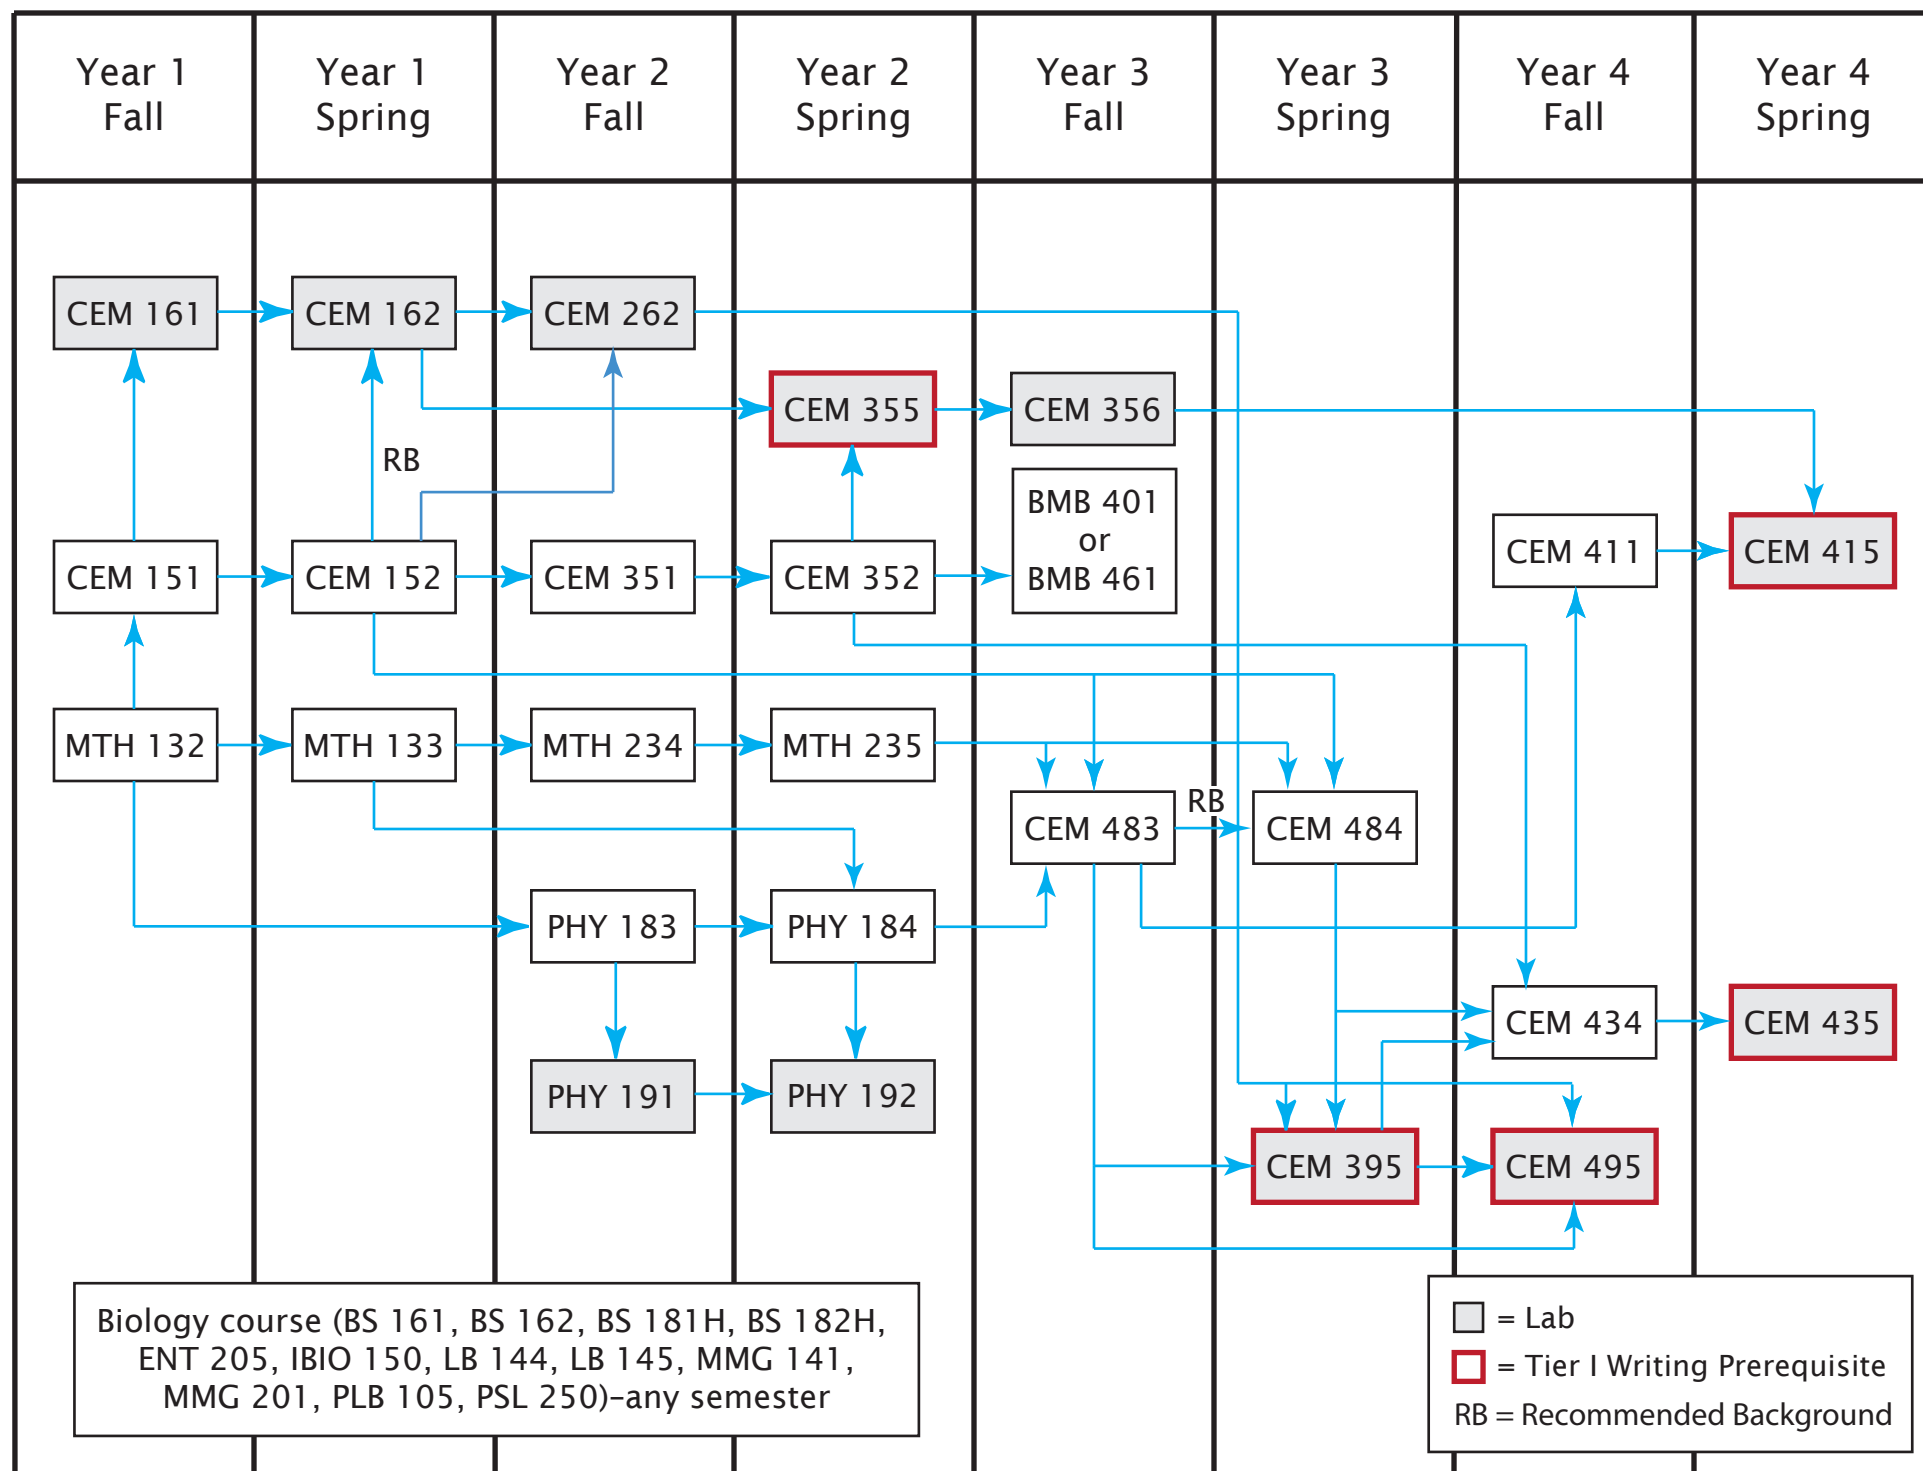 Year 1
Fall
Year 1
Spring
Year 2
Fall
Year 2
Spring
Year 3
Fall
Year 3
Spring
Year 4
Fall
Year 4
Spring
CEM 161
CEM 162
CEM 262
CEM 355
CEM 356
RB
BMB 401
or
BMB 461
CEM 151
CEM 152
CEM 351
CEM 352
CEM 411
CEM 415
MTH 132
MTH 133
MTH 234
MTH 235
CEM 483
RB
CEM 484
PHY 183
PHY 184
CEM 434
CEM 435
PHY 191
PHY 192
CEM 395
CEM 495
Biology course (BS 161, BS 162, BS 181H, BS 182H,
ENT 205, IBIO 150, LB 144, LB 145, MMG 141,
MMG 201, PLB 105, PSL 250)–any semester
= Lab
= Tier I Writing Prerequisite
RB = Recommended Background